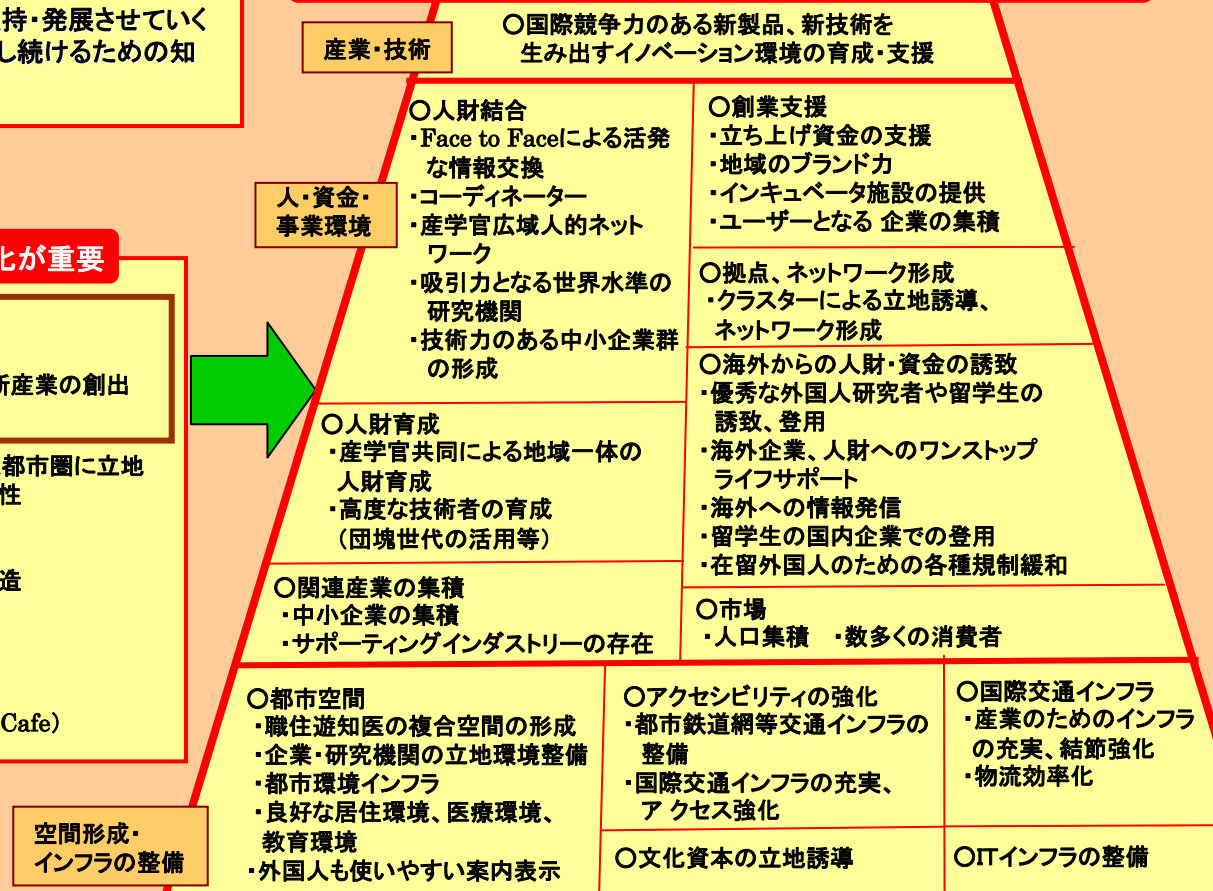 持・発展させていく
し続けるための知
化が重要
新産業の創出
都市圏に立地
性
造
Cafe）
産業・技術
〇国際競争力のある新製品、新技術を
生み出すイノベーション環境の育成・支援
人・資金・
事業環境
〇人財結合
・Face to Faceによる活発
な情報交換
・コーディネーター
・産学官広域人的ネット
ワーク
・吸引力となる世界水準の
研究機関
・技術力のある中小企業群
の形成
〇人財育成
・産学官共同による地域一体の
人財育成
・高度な技術者の育成
（団塊世代の活用等）
〇関連産業の集積
・中小企業の集積
・サポーティングインダストリーの存在
〇創業支援
・立ち上げ資金の支援
・地域のブランド力
・インキュベータ施設の提供
・ユーザーとなる 企業の集積
〇拠点、ネットワーク形成
・クラスターによる立地誘導、
ネットワーク形成
〇海外からの人財・資金の誘致
・優秀な外国人研究者や留学生の
誘致、登用
・海外企業、人財へのワンストップ
ライフサポート
・海外への情報発信
・留学生の国内企業での登用
・在留外国人のための各種規制緩和
〇市場
・人口集積　・数多くの消費者
空間形成・
インフラの整備
〇都市空間
・職住遊知医の複合空間の形成
・企業・研究機関の立地環境整備
・都市環境インフラ
・良好な居住環境、医療環境、
教育環境
・外国人も使いやすい案内表示
〇アクセシビリティの強化
・都市鉄道網等交通インフラの
整備
・国際交通インフラの充実、
ア クセス強化
〇文化資本の立地誘導
〇国際交通インフラ
・産業のためのインフラ
の充実、結節強化
・物流効率化
〇ITインフラの整備